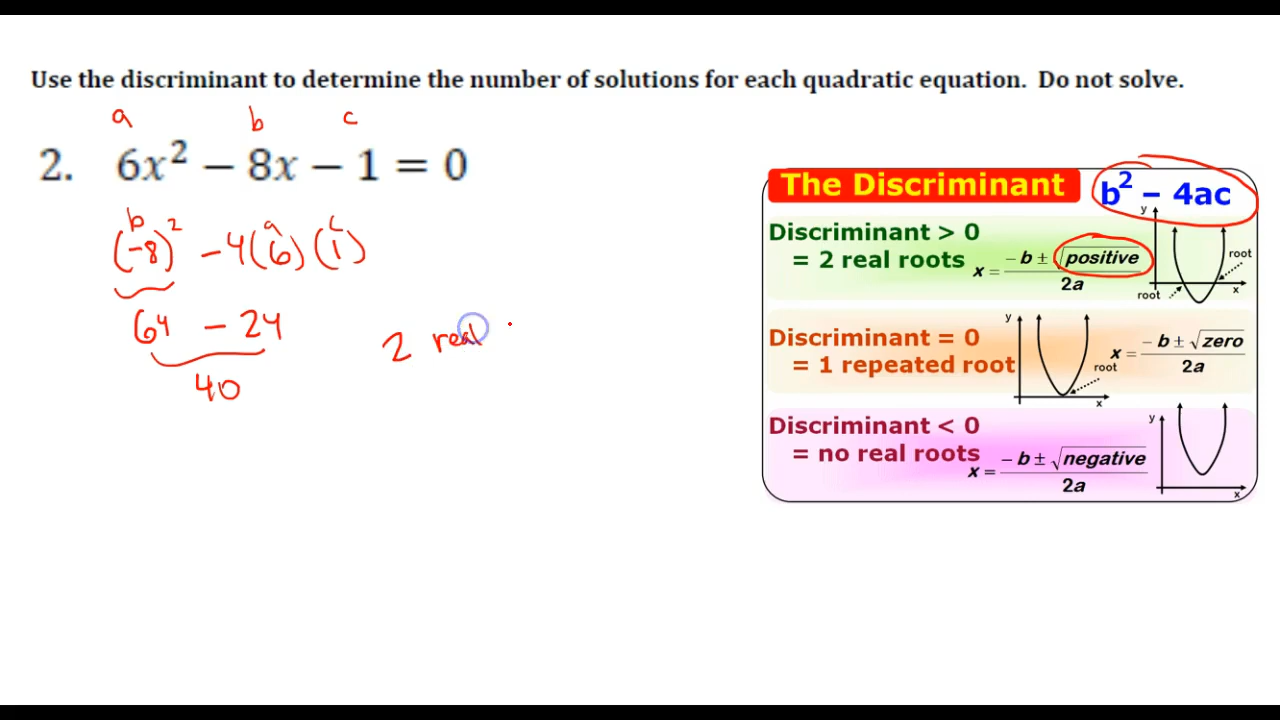 Use the discriminant to determine the number of solutions for each quadratic equation. Do not solve.
a b c
2. 6x² − 8x − 1 = 0
b a c
(-8)² - 4(6)(1)
64 - 24
40
2 real
The Discriminant b² − 4ac
Discriminant > 0
= 2 real roots
x = −b ± √positive / 2a
y
root
root
x
Discriminant = 0
= 1 repeated root
y
root
x
x = −b ± √zero / 2a
Discriminant < 0
= no real roots
x = −b ± √negative / 2a
y
x